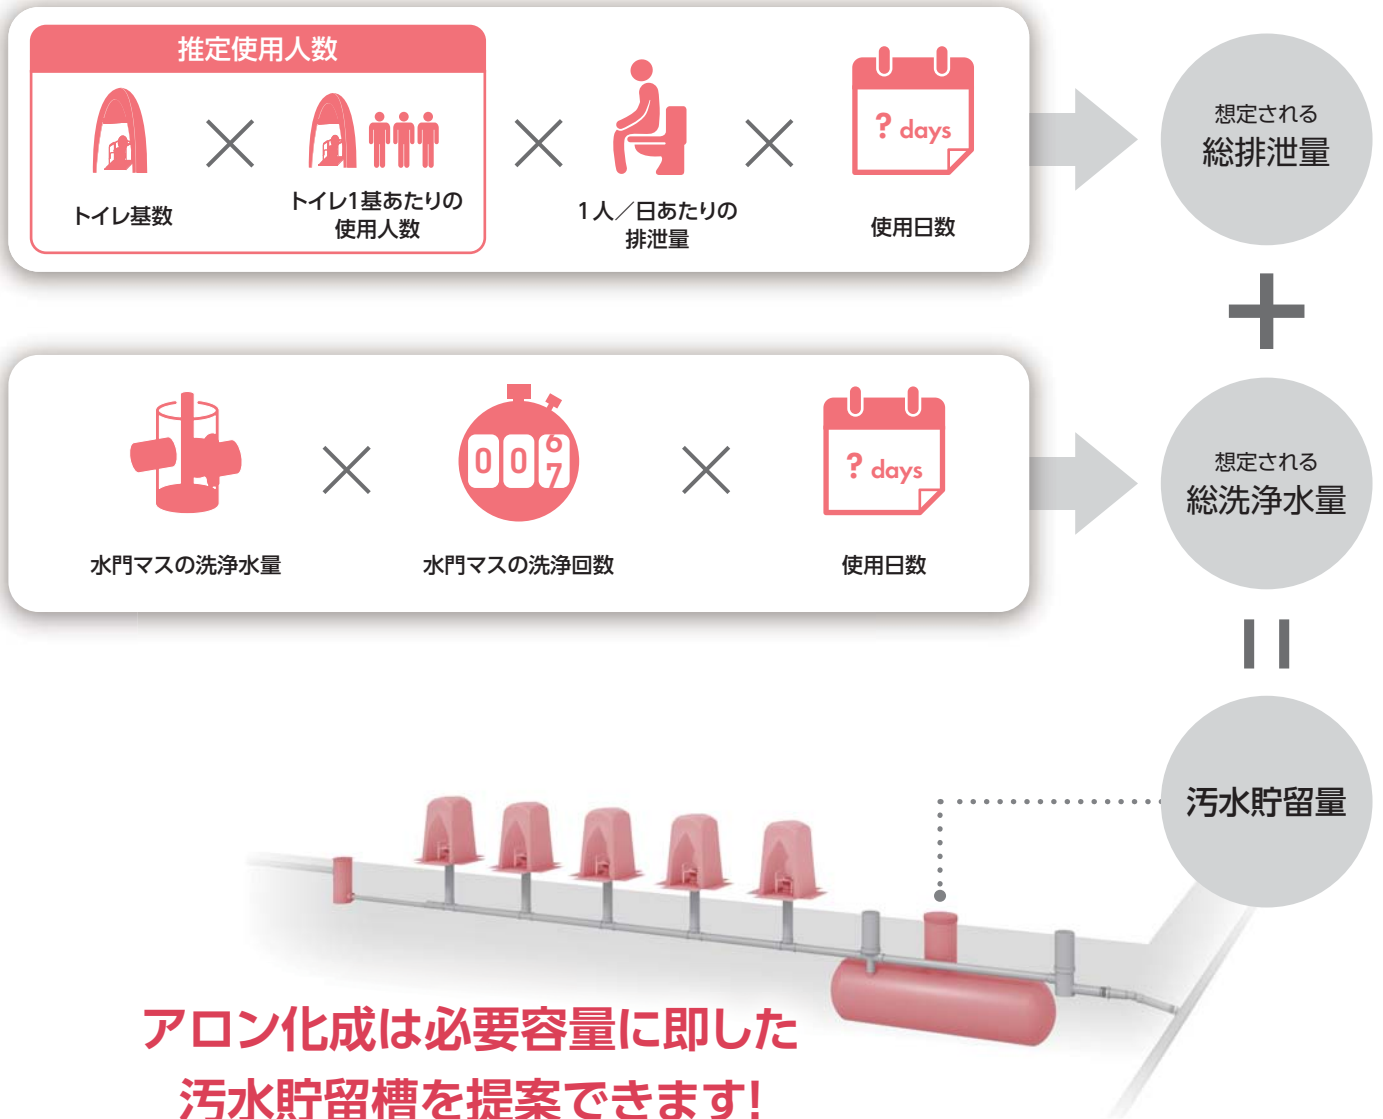 推定使用人数
トイレ基数
トイレ1基あたりの
使用人数
1人／日あたりの
排泄量
? days
使用日数
想定される
総排泄量
水門マスの洗浄水量
0 0 6
7
水門マスの洗浄回数
? days
使用日数
想定される
総洗浄水量
汚水貯留量
アロン化成は必要容量に即した
汚水貯留槽を提案できます!